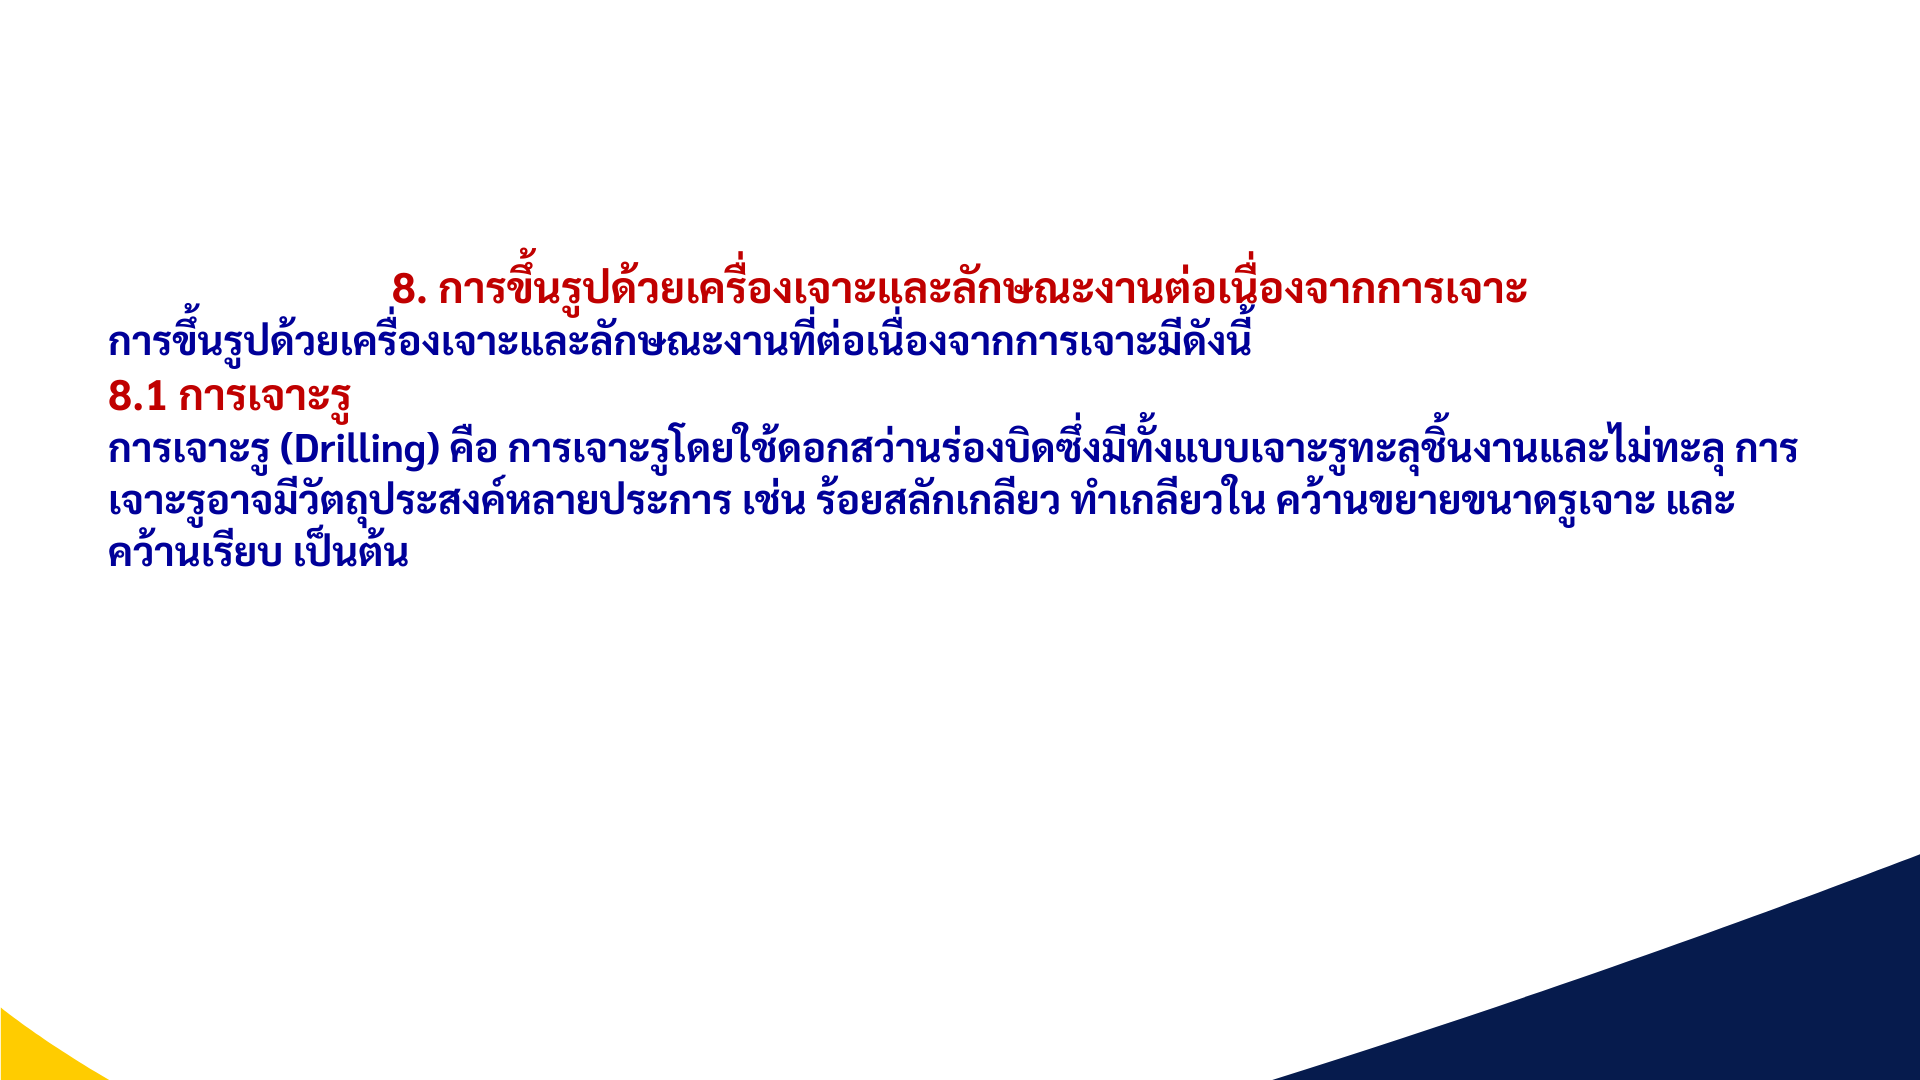 8. การขึ้นรูปด้วยเครื่องเจาะและลักษณะงานต่อเนื่องจากการเจาะ
การขึ้นรูปด้วยเครื่องเจาะและลักษณะงานที่ต่อเนื่องจากการเจาะมีดังนี้
8.1 การเจาะรู
การเจาะรู (Drilling) คือ การเจาะรูโดยใช้ดอกสว่านร่องบิดซึ่งมีทั้งแบบเจาะรูทะลุชิ้นงานและไม่ทะลุ การ
เจาะรูอาจมีวัตถุประสงค์หลายประการ เช่น ร้อยสลักเกลียว ทำเกลียวใน คว้านขยายขนาดรูเจาะ และ
คว้านเรียบ เป็นต้น